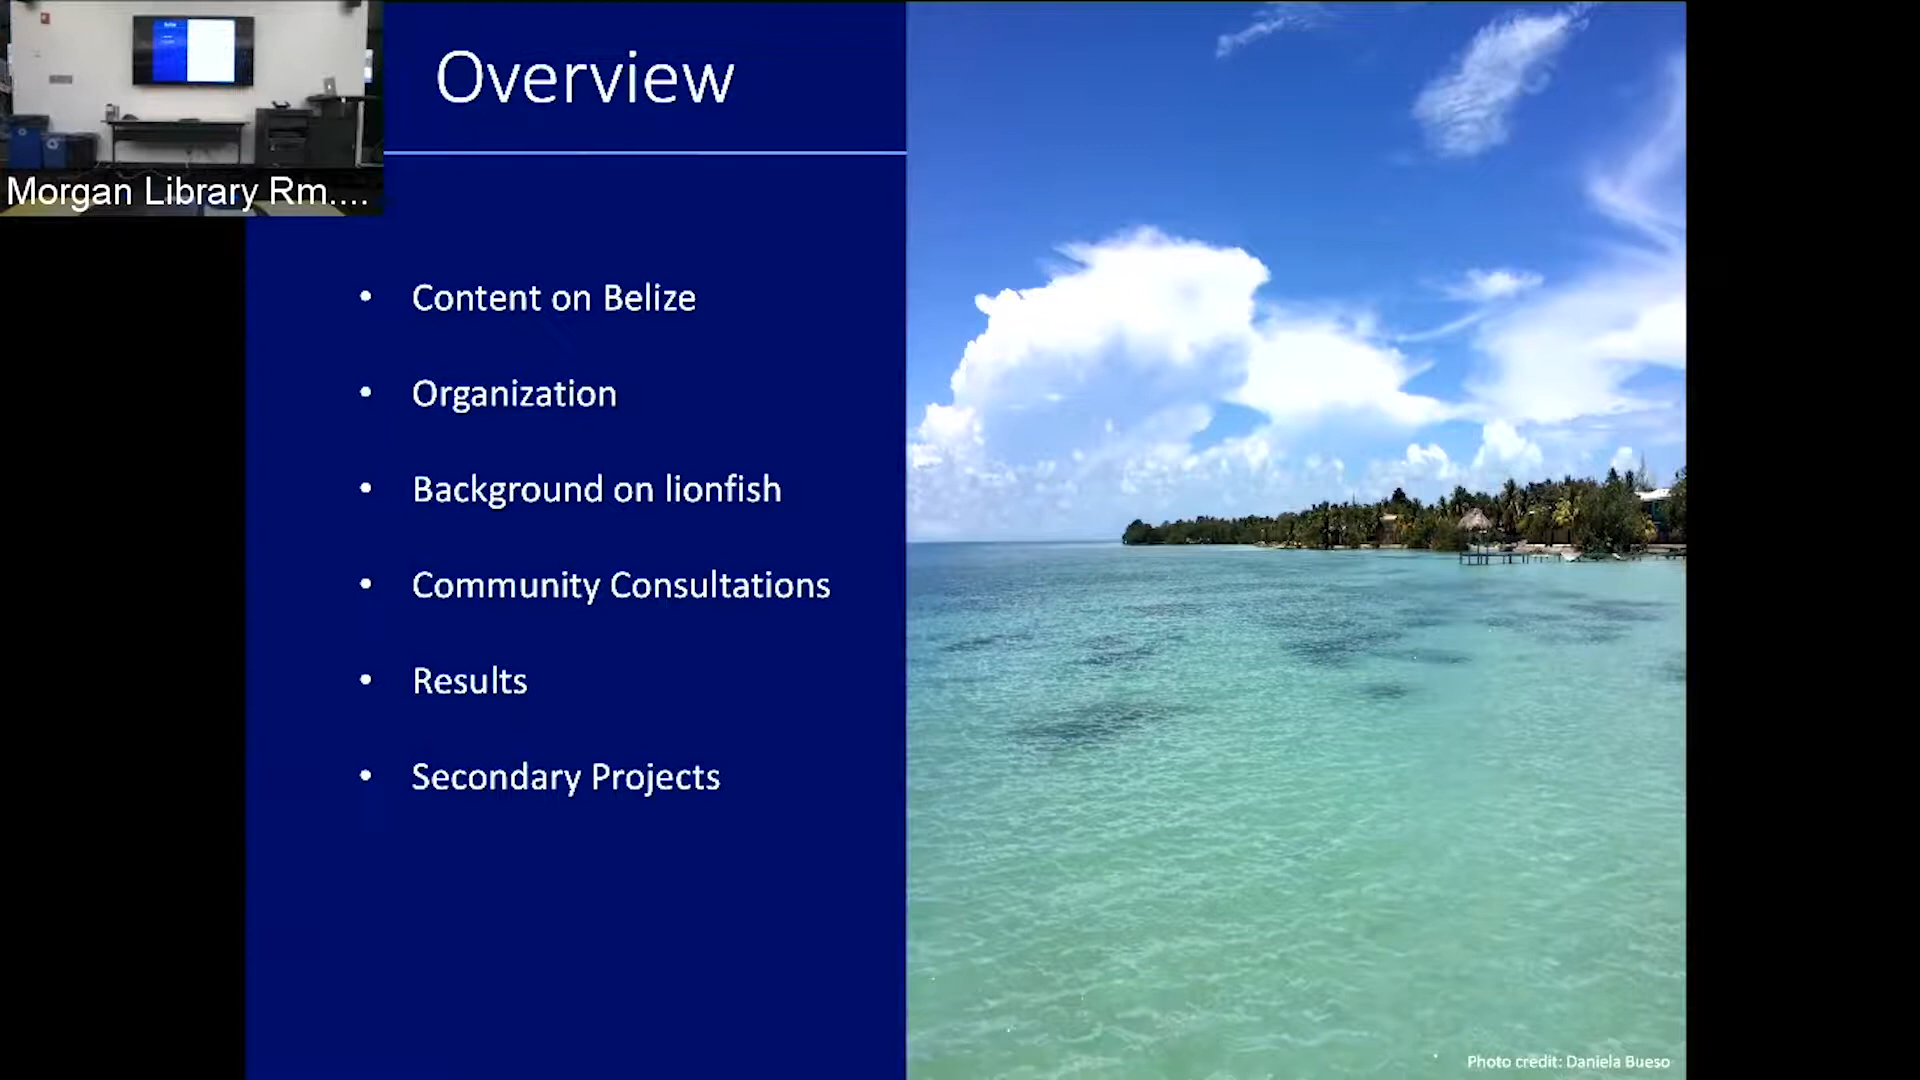 Overview
Morgan Library Rm....
• Content on Belize
• Organization
• Background on lionfish
• Community Consultations
• Results
• Secondary Projects
Photo credit: Daniela Bueso